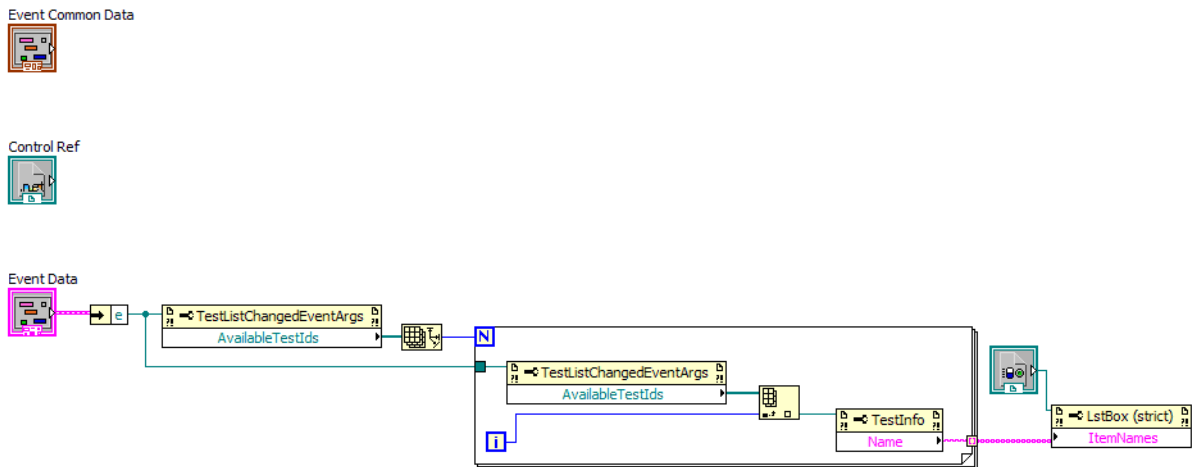 Event Common Data
Control Ref
.net
Event Data
e
TestListChangedEventArgs
AvailableTestIds
N
TestListChangedEventArgs
AvailableTestIds
i
TestInfo
Name
LstBox (strict)
ItemNames